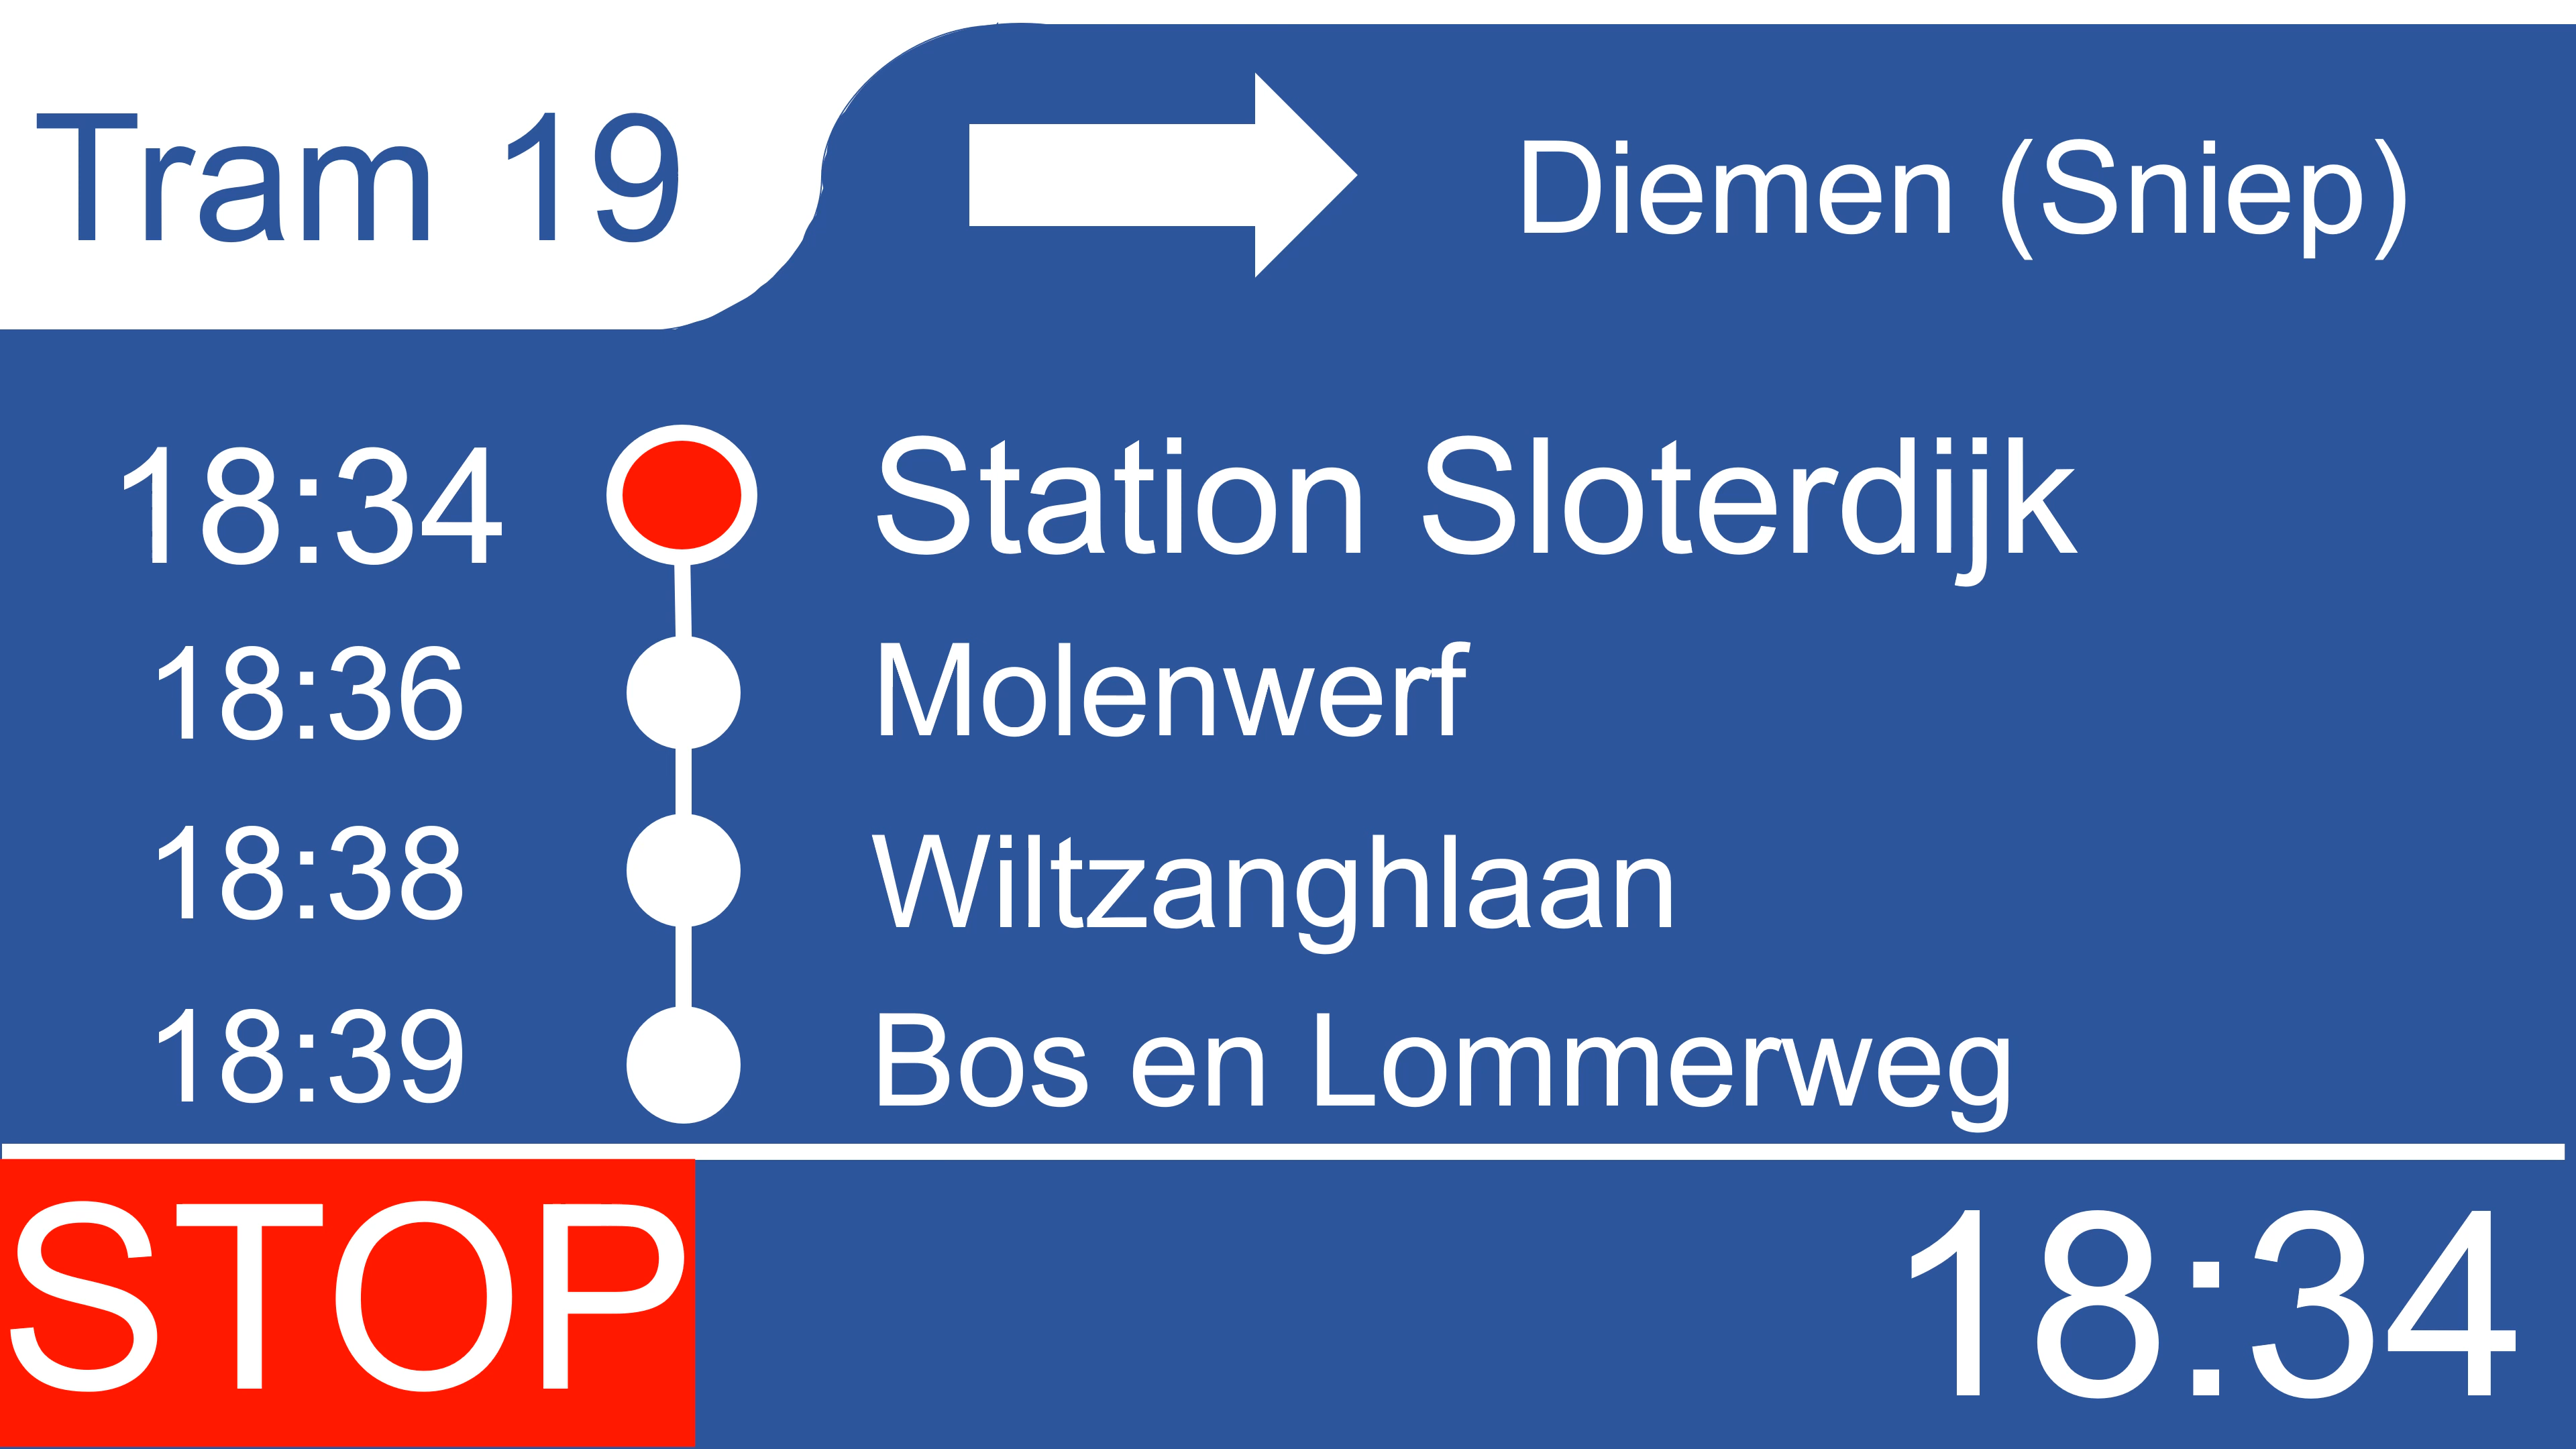 Tram 19
Diemen (Sniep)
18:34 Station Sloterdijk
18:36 Molenwerf
18:38 Wiltzanghlaan
18:39 Bos en Lommerweg
STOP
18:34